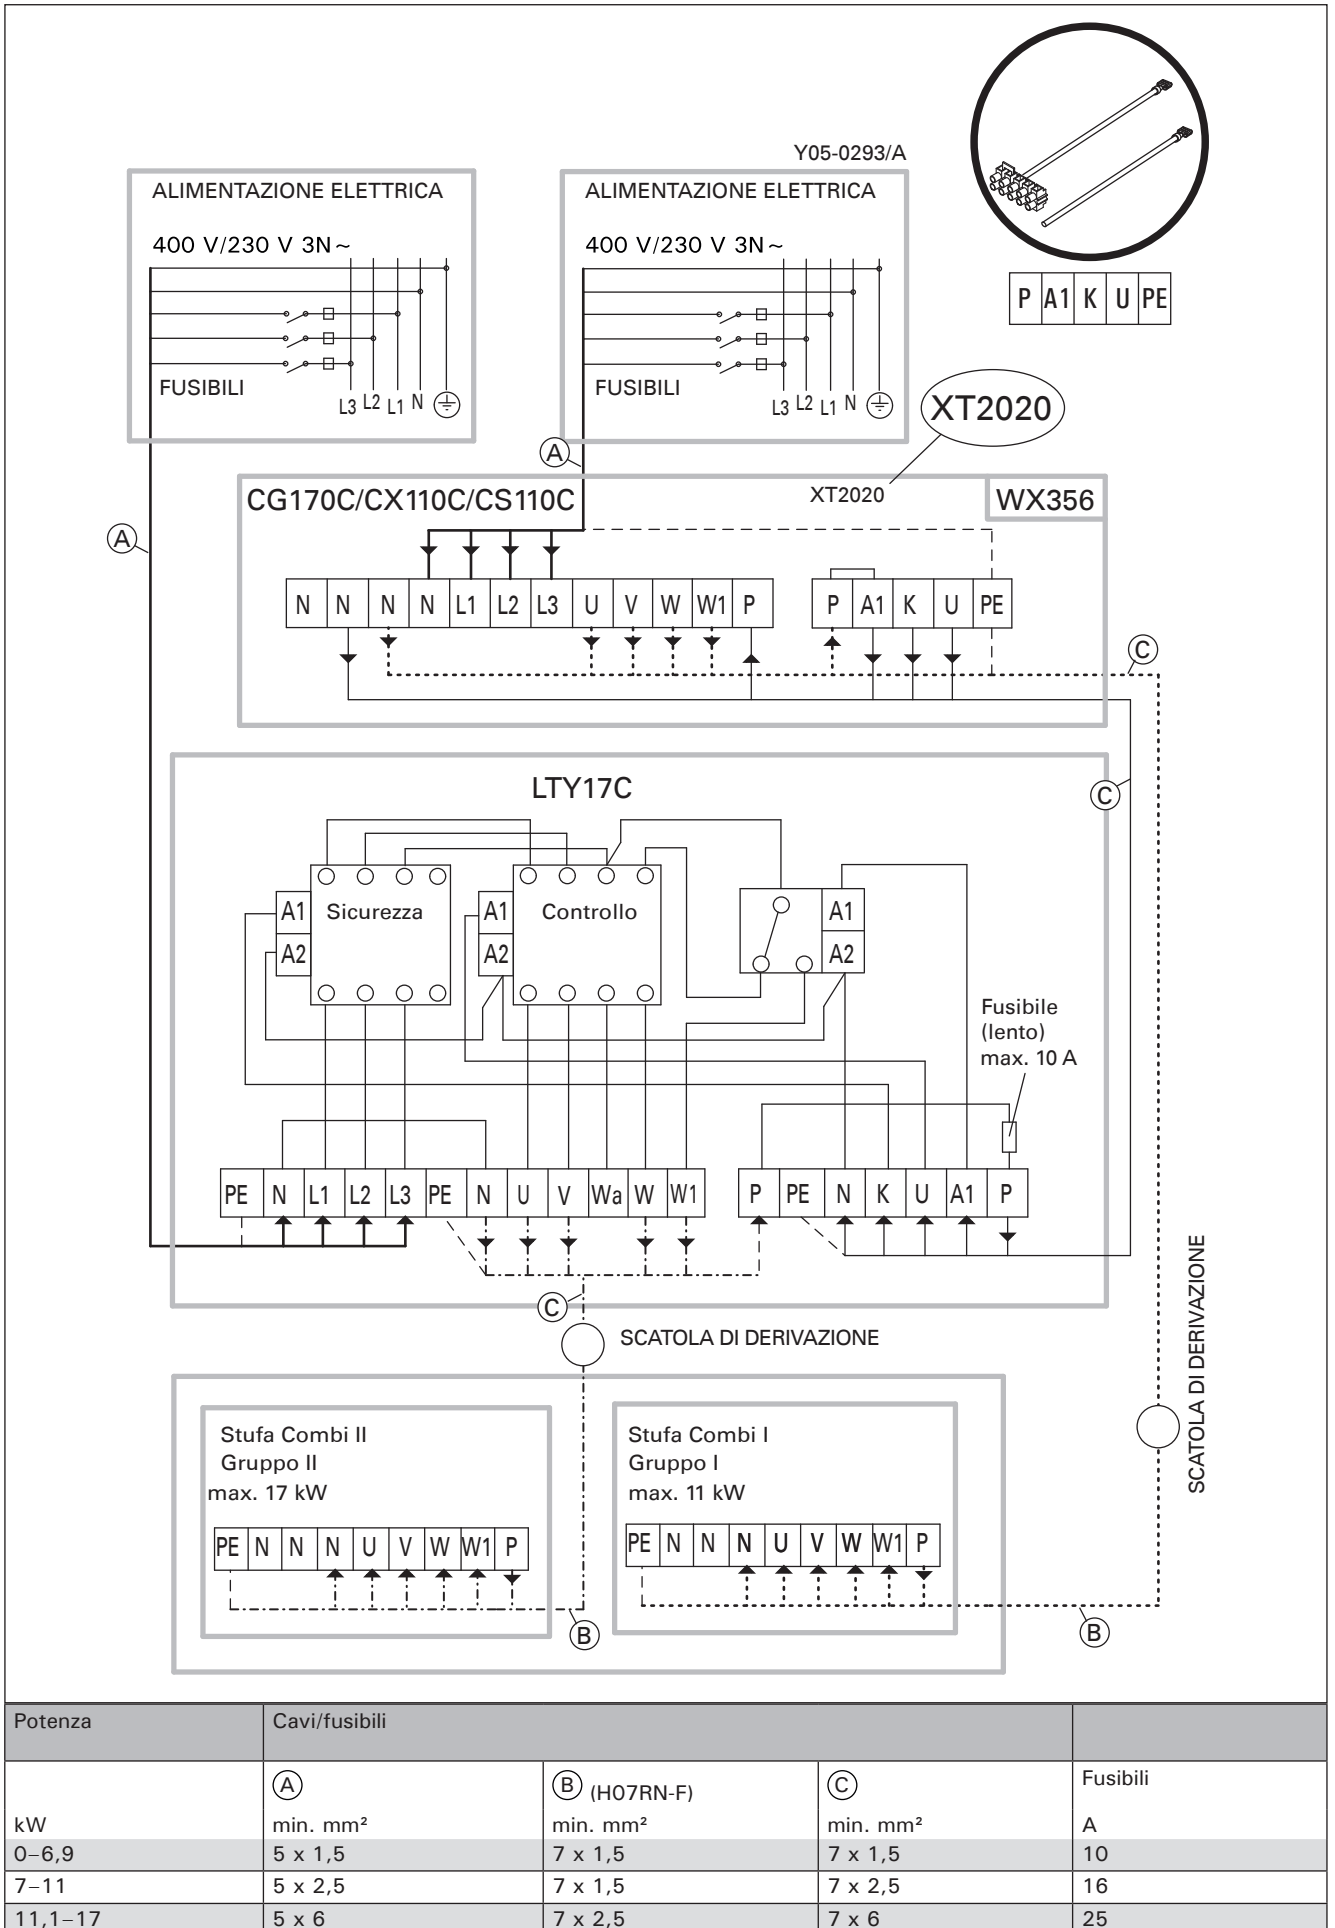 Y05-0293/A
ALIMENTAZIONE ELETTRICA
400 V/230 V 3N~
FUSIBILI
L3 L2 L1 N
ALIMENTAZIONE ELETTRICA
400 V/230 V 3N~
FUSIBILI
L3 L2 L1 N
P A1 K U PE
XT2020
A
A
CG170C/CX110C/CS110C
XT2020
WX356
N N N N L1 L2 L3 U V W W1 P
P A1 K U PE
C
C
LTY17C
A1 Sicurezza
A2
A1 Controllo
A2
A1
A2
Fusibile
(lento)
max. 10 A
PE N L1 L2 L3 PE N U V Wa W W1
P PE N K U A1 P
C
SCATOLA DI DERIVAZIONE
SCATOLA DI DERIVAZIONE
Stufa Combi II
Gruppo II
max. 17 kW
PE N N N U V W W1 P
B
Stufa Combi I
Gruppo I
max. 11 kW
PE N N N U V W W1 P
B
Potenza Cavi/fusibili
A B (H07RN-F) C Fusibili
kW min. mm² min. mm² min. mm² A
0–6,9 5 x 1,5 7 x 1,5 7 x 1,5 10
7–11 5 x 2,5 7 x 1,5 7 x 2,5 16
11,1–17 5 x 6 7 x 2,5 7 x 6 25